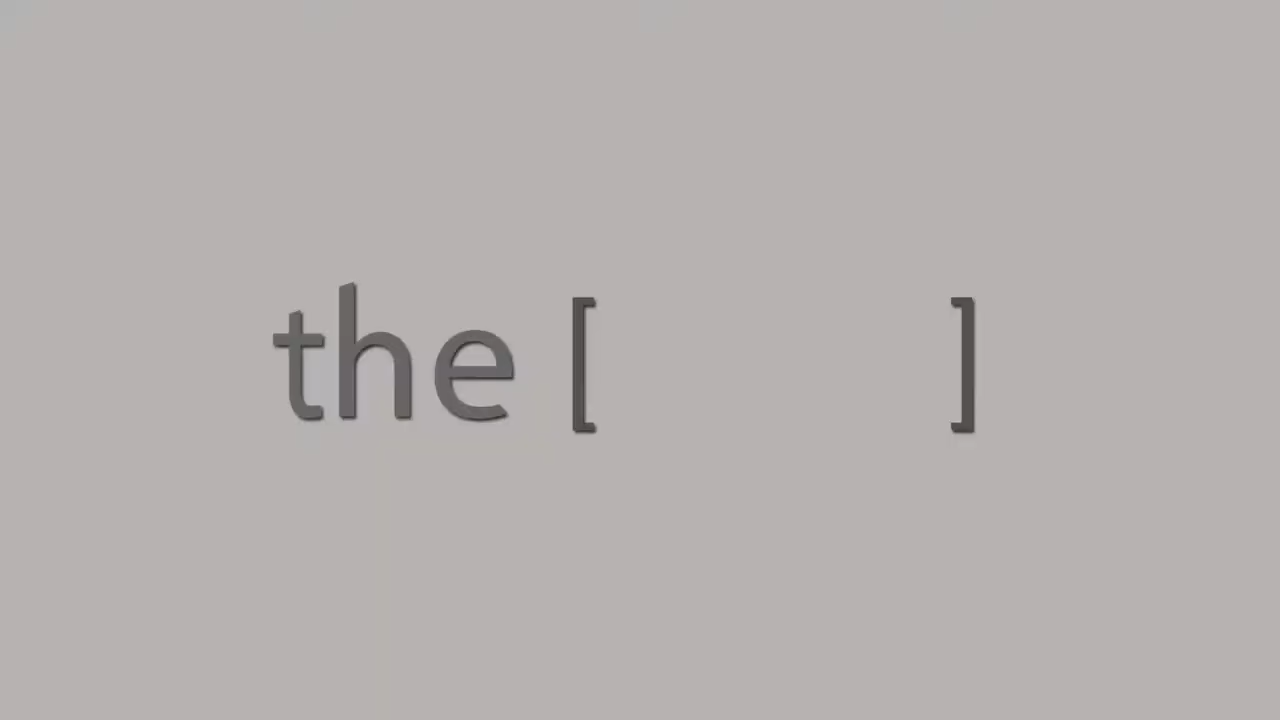 the [ ]